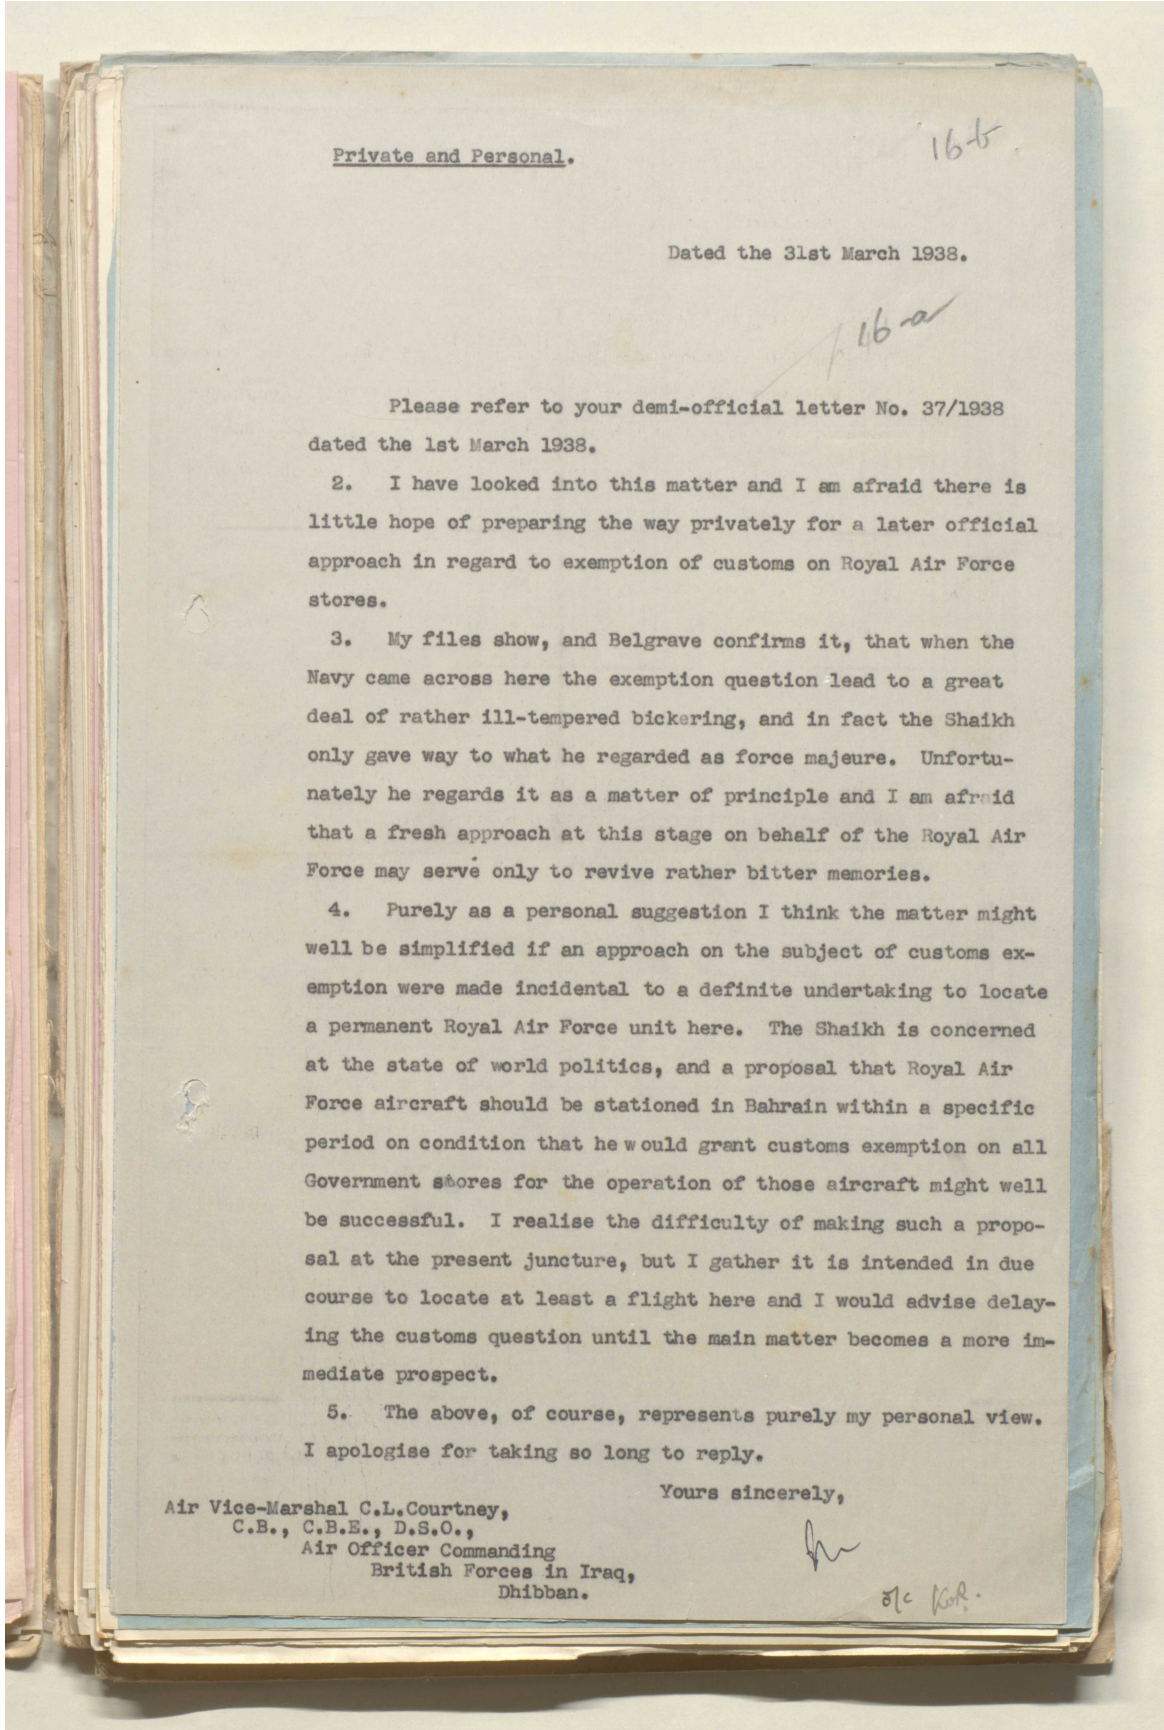 16-b.
Private and Personal.
Dated the 31st March 1938.
16-a
Please refer to your demi-official letter No. 37/1938
dated the 1st March 1938.
2. I have looked into this matter and I am afraid there is
little hope of preparing the way privately for a later official
approach in regard to exemption of customs on Royal Air Force
stores.
3. My files show, and Belgrave confirms it, that when the
Navy came across here the exemption question lead to a great
deal of rather ill-tempered bickering, and in fact the Shaikh
only gave way to what he regarded as force majeure. Unfortu-
nately he regards it as a matter of principle and I am afraid
that a fresh approach at this stage on behalf of the Royal Air
Force may serve only to revive rather bitter memories.
4. Purely as a personal suggestion I think the matter might
well be simplified if an approach on the subject of customs ex-
emption were made incidental to a definite undertaking to locate
a permanent Royal Air Force unit here. The Shaikh is concerned
at the state of world politics, and a proposal that Royal Air
Force aircraft should be stationed in Bahrain within a specific
period on condition that he would grant customs exemption on all
Government stores for the operation of those aircraft might well
be successful. I realise the difficulty of making such a propo-
sal at the present juncture, but I gather it is intended in due
course to locate at least a flight here and I would advise delay-
ing the customs question until the main matter becomes a more im-
mediate prospect.
5. The above, of course, represents purely my personal view.
I apologise for taking so long to reply.
Yours sincerely,
Air Vice-Marshal C.L.Courtney,
C.B., C.B.E., D.S.O.,
Air Officer Commanding
British Forces in Iraq,
Dhibban.